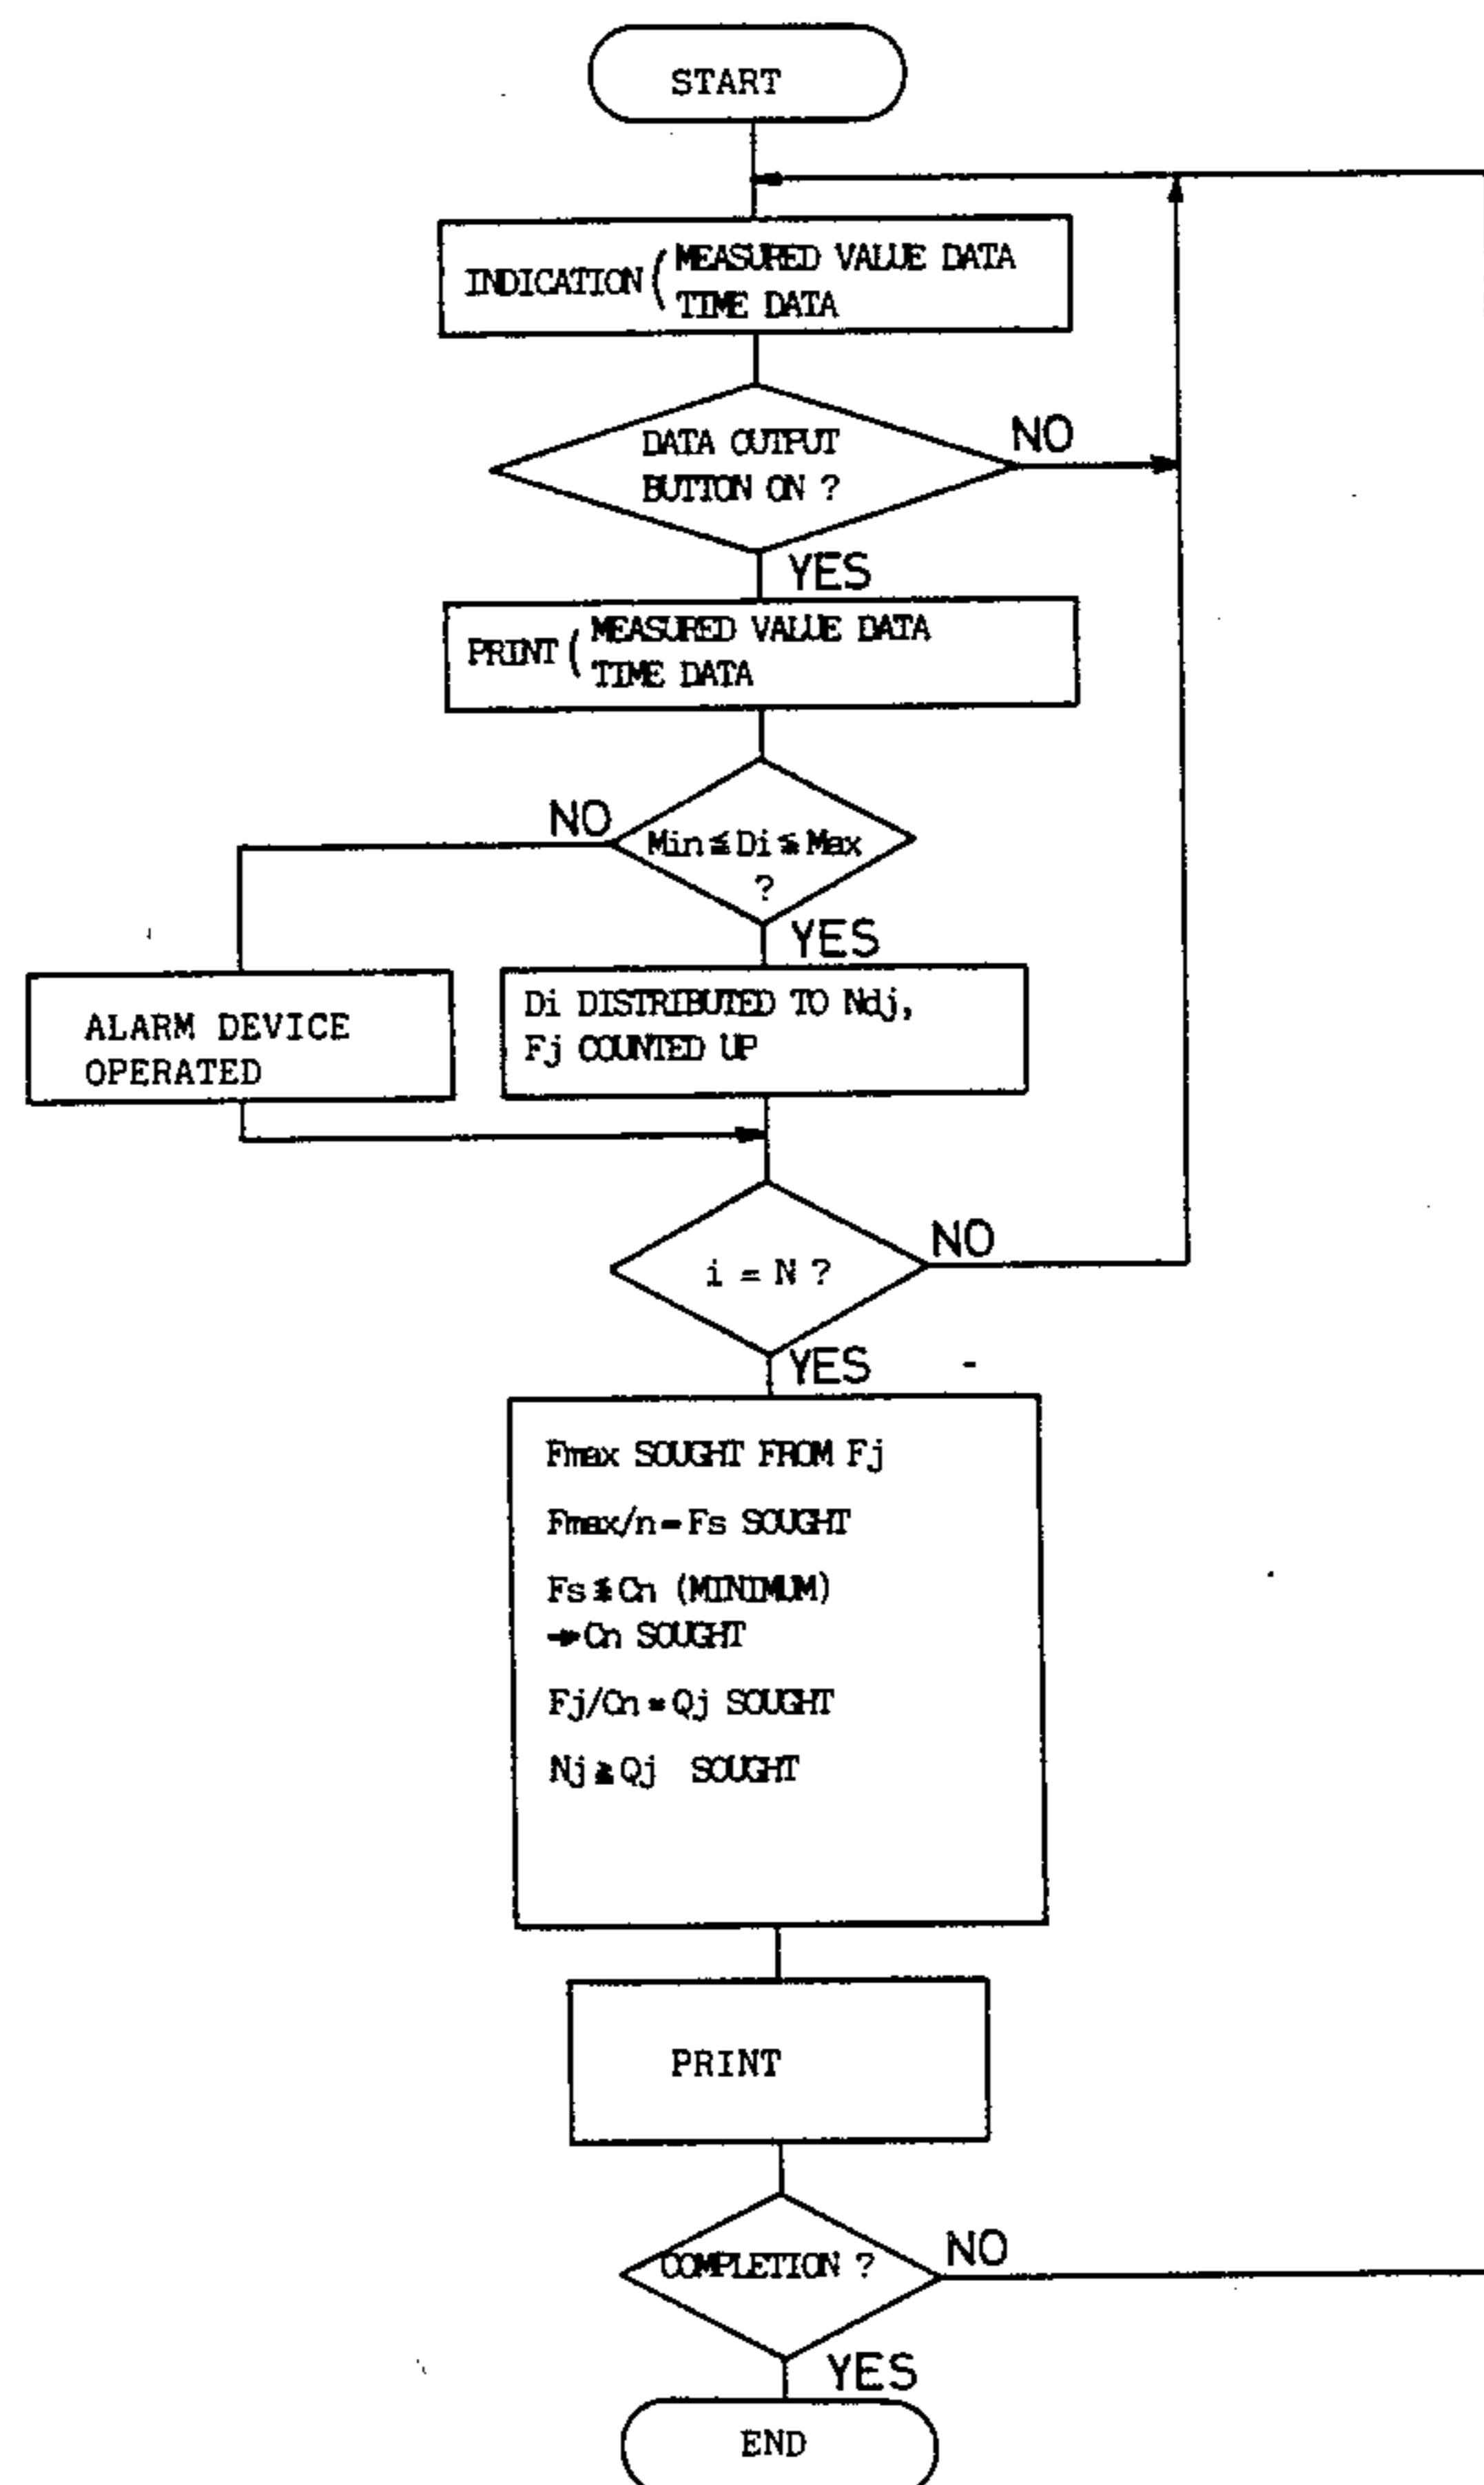 START
INDICATION ( MEASURED VALUE DATA
TIME DATA
DATA OUTPUT
BUTTON ON ?
NO
YES
PRINT ( MEASURED VALUE DATA
TIME DATA
NO
Min ≦ Di ≦ Max
?
YES
ALARM DEVICE
OPERATED
Di DISTRIBUTED TO Ndj,
Fj COUNTED UP
i = N ?
NO
YES
Fmax SOUGHT FROM Fj
Fmax/n = Fs SOUGHT
Fs ≦ Cn (MINIMUM)
→ Cn SOUGHT
Fj/Cn = Qj SOUGHT
Nj ≧ Qj SOUGHT
PRINT
COMPLETION ?
NO
YES
END